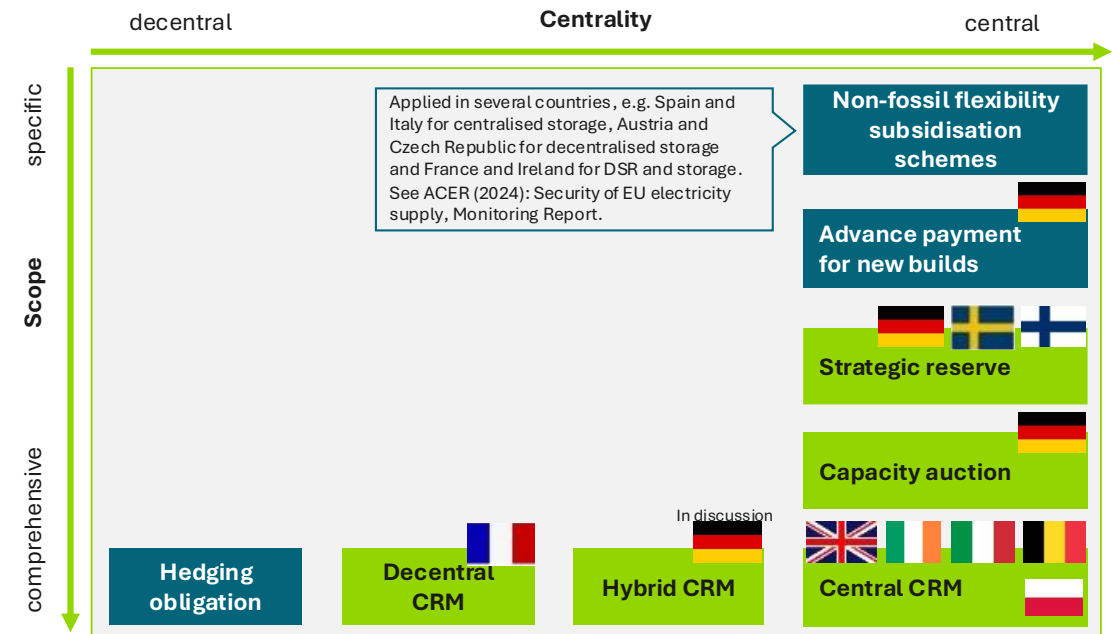 decentral
Centrality
central
specific
Scope
comprehensive
Applied in several countries, e.g. Spain and
Italy for centralised storage, Austria and
Czech Republic for decentralised storage
and France and Ireland for DSR and storage.
See ACER (2024): Security of EU electricity
supply, Monitoring Report.
Non-fossil flexibility
subsidisation
schemes
Advance payment
for new builds
Strategic reserve
Capacity auction
In discussion
Hedging
obligation
Decentral
CRM
Hybrid CRM
Central CRM